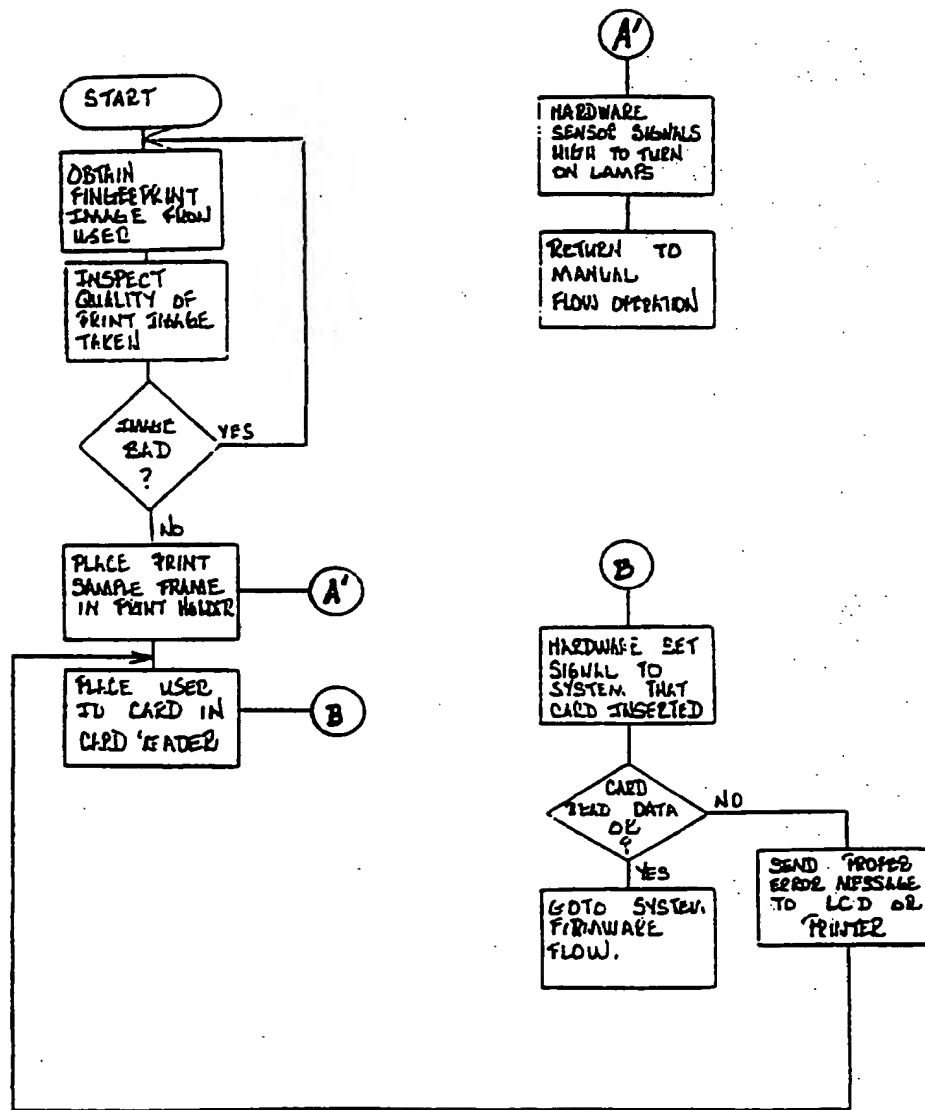 START
OBTAIN
FINGERPRINT
IMAGE FROM
USER
INSPECT
QUALITY OF
PRINT IMAGE
TAKEN
IMAGE
BAD
?
YES
NO
PLACE PRINT
SAMPLE FRAME
IN PRINT HOLDER
A'
PLACE USER
ID CARD IN
CARD READER
B
A'
HARDWARE
SENSOR SIGNALS
HIGH TO TURN
ON LAMPS
RETURN TO
MANUAL
FLOW OPERATION
B
HARDWARE SET
SIGNAL TO
SYSTEM THAT
CARD INSERTED
CARD
READ DATA
OK
?
NO
YES
SEND PROPER
ERROR MESSAGE
TO LCD OR
PRINTER
GOTO SYSTEM
FIRMWARE
FLOW.